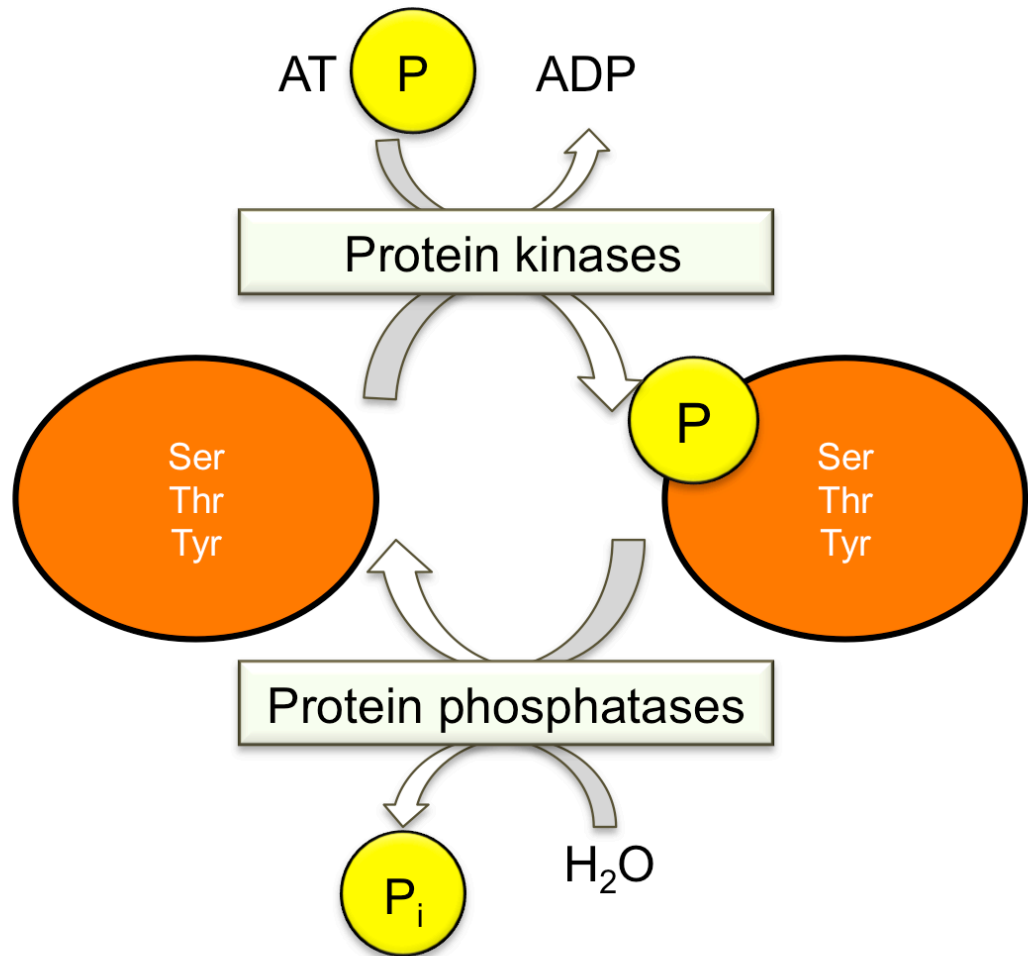 AT P ADP
Protein kinases
P
Ser
Thr
Tyr
Ser
Thr
Tyr
Protein phosphatases
Pi
H₂O